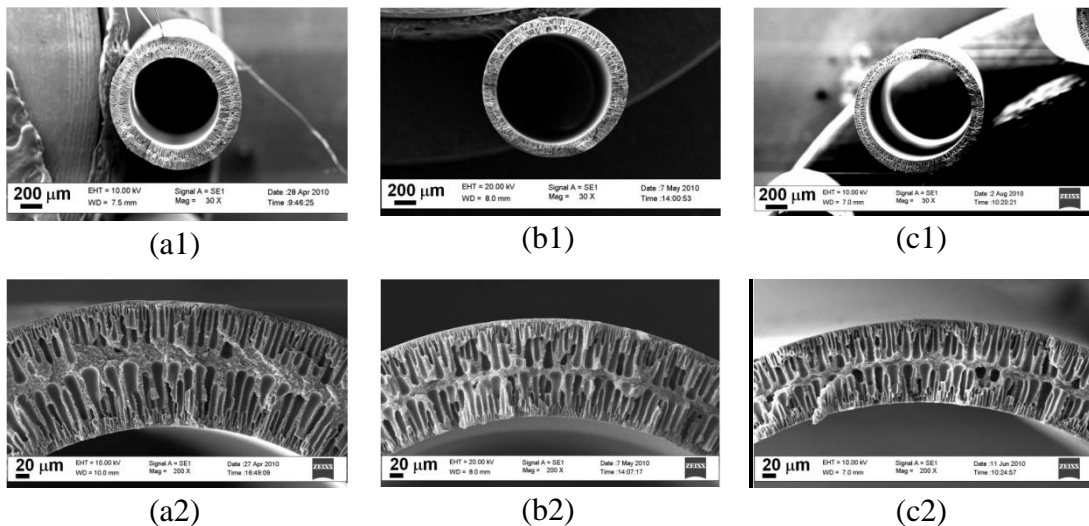 200 μm
EHT = 10.00 kV
WD = 7.5 mm
Signal A = SE1
Mag = 30 X
Date :28 Apr 2010
Time :9:46:25
200 μm
EHT = 20.00 kV
WD = 8.0 mm
Signal A = SE1
Mag = 30 X
Date :7 May 2010
Time :14:00:53
200 μm
EHT = 10.00 kV
WD = 7.0 mm
Signal A = SE1
Mag = 30 X
Date :2 Aug 2010
Time :10:20:21
ZEISS
(a1)
(b1)
(c1)
20 μm
EHT = 10.00 kV
WD = 10.0 mm
Signal A = SE1
Mag = 200 X
Date :27 Apr 2010
Time :16:49:09
ZEISS
20 μm
EHT = 20.00 kV
WD = 8.0 mm
Signal A = SE1
Mag = 200 X
Date :7 May 2010
Time :14:07:17
ZEISS
20 μm
EHT = 10.00 kV
WD = 7.0 mm
Signal A = SE1
Mag = 200 X
Date :11 Jun 2010
Time :10:24:57
ZEISS
(a2)
(b2)
(c2)